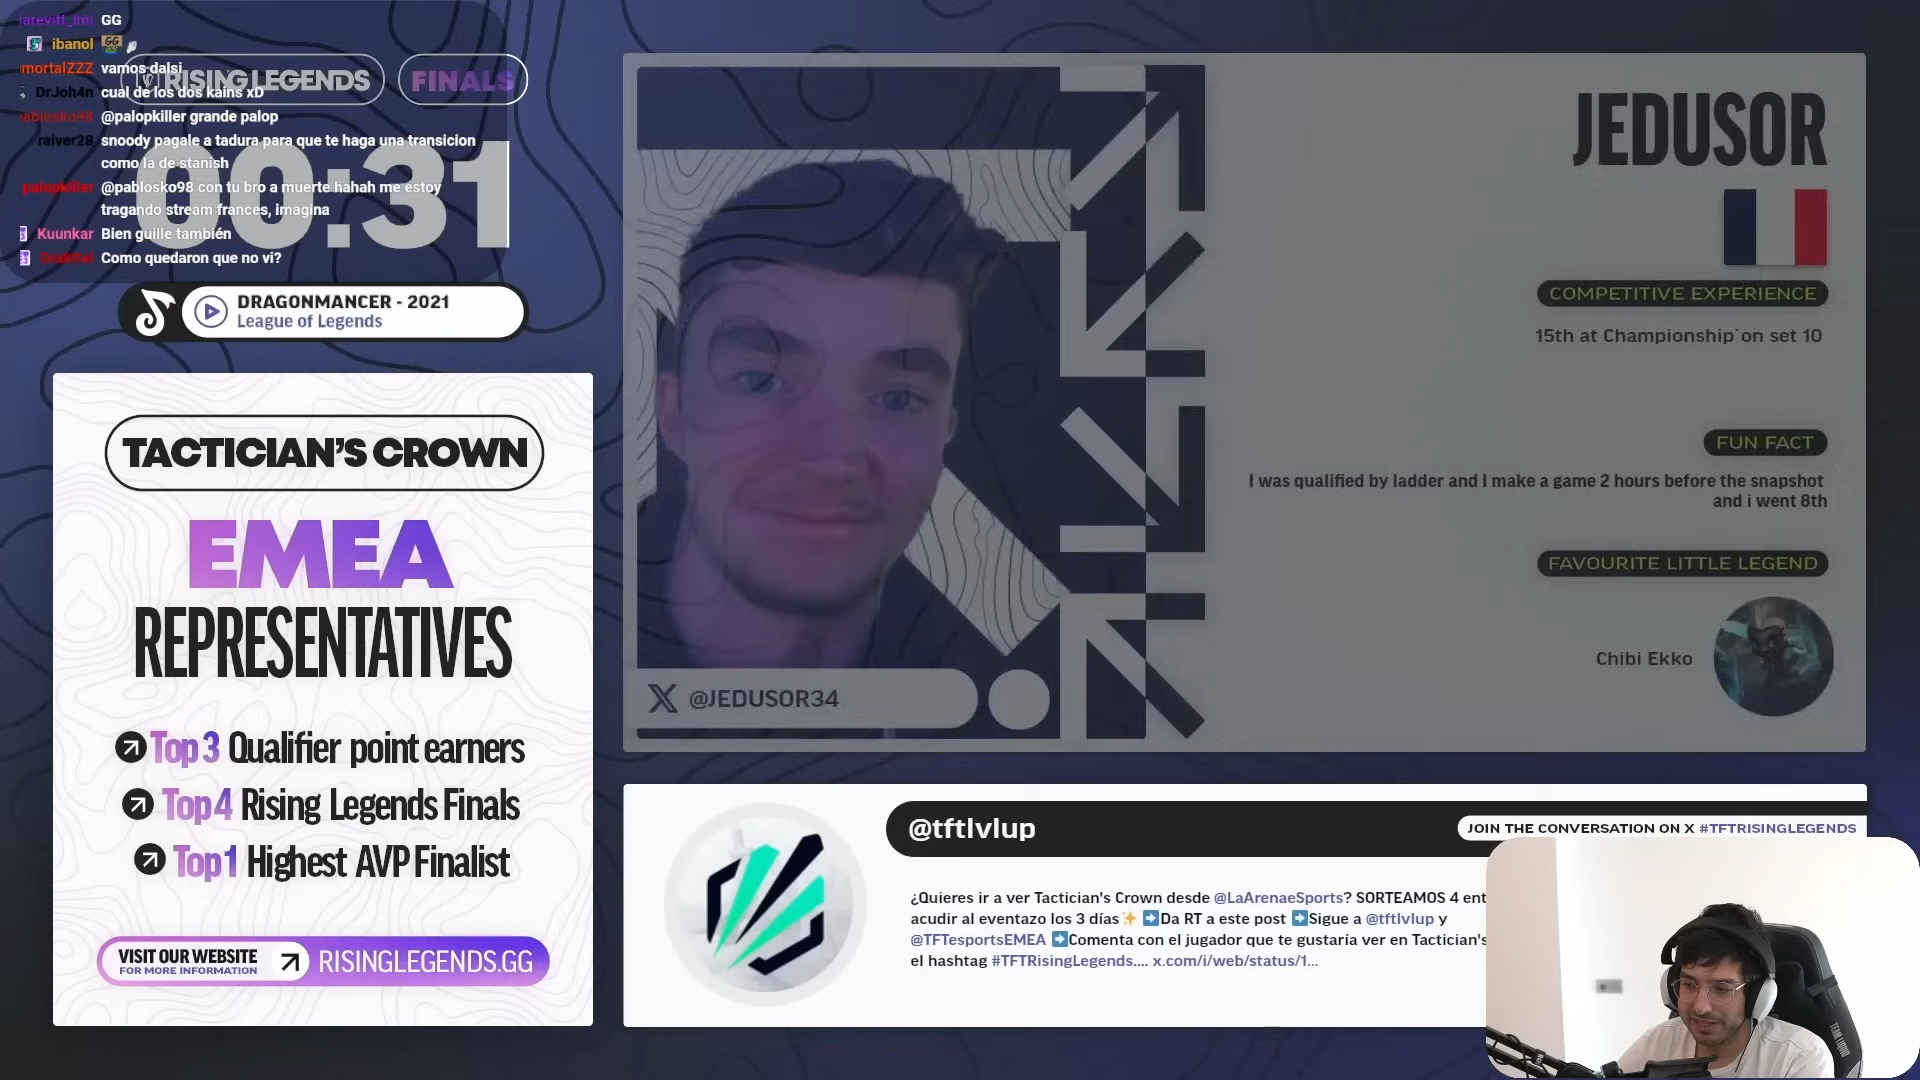 larevitt_lmi GG
ibanol GG
mortalZZZ vamos dalsi
DrJoh4n cual de los dos kains xD
@palopkiller grande palop
raiver28 snoody pagale a tadura para que te haga una transicion
como la de stanish
palopkiller @pablosko98 con tu bro a muerte hahah me estoy
tragando stream frances, imagina
Kuunkar Bien guille también
Como quedaron que no vi?
RISING LEGENDS
FINALS
00:31
DRAGONMANCER - 2021
League of Legends
TACTICIAN'S CROWN
EMEA
REPRESENTATIVES
Top 3 Qualifier point earners
Top 4 Rising Legends Finals
Top 1 Highest AVP Finalist
VISIT OUR WEBSITE
FOR MORE INFORMATION
RISINGLEGENDS.GG
JEDUSOR
COMPETITIVE EXPERIENCE
15th at Championship`on set 10
FUN FACT
I was qualified by ladder and I make a game 2 hours before the snapshot
and i went 8th
FAVOURITE LITTLE LEGEND
Chibi Ekko
@JEDUSOR34
@tftlvlup
JOIN THE CONVERSATION ON X #TFTRISINGLEGENDS
¿Quieres ir a ver Tactician's Crown desde @LaArenaeSports? SORTEAMOS 4 ent
acudir al eventazo los 3 días✨ ➡️Da RT a este post ➡️Sigue a @tftlvlup y
@TFTesportsEMEA ➡️Comenta con el jugador que te gustaría ver en Tactician's
el hashtag #TFTRisingLegends.... x.com/i/web/status/1...
TEAM LIQUID